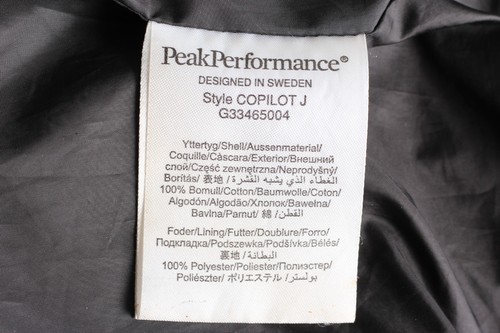 PeakPerformance®
DESIGNED IN SWEDEN
Style COPILOT J
G33465004
Yttertyg/Shell/Aussenmaterial/
Coquille/Cáscara/Exterior/Внешний
слой/Część zewnętrzna/Neprodyšný/
Borítás/ 表地 / الغطاء الذي يشبه القشرة/
100% Bomull/Cotton/Baumwolle/Coton/
Algodón/Algodão/Хлопок/Bawełna/
Bavlna/Pamut/ 綿 /القطن/
Foder/Lining/Futter/Doublure/Forro/
Подкладка/Podszewka/Podšívka/Bélés/
裏地 / البطانة/
100% Polyester/Poliester/Полиэстер/
Poliészter/ ポリエステル /بولستر/